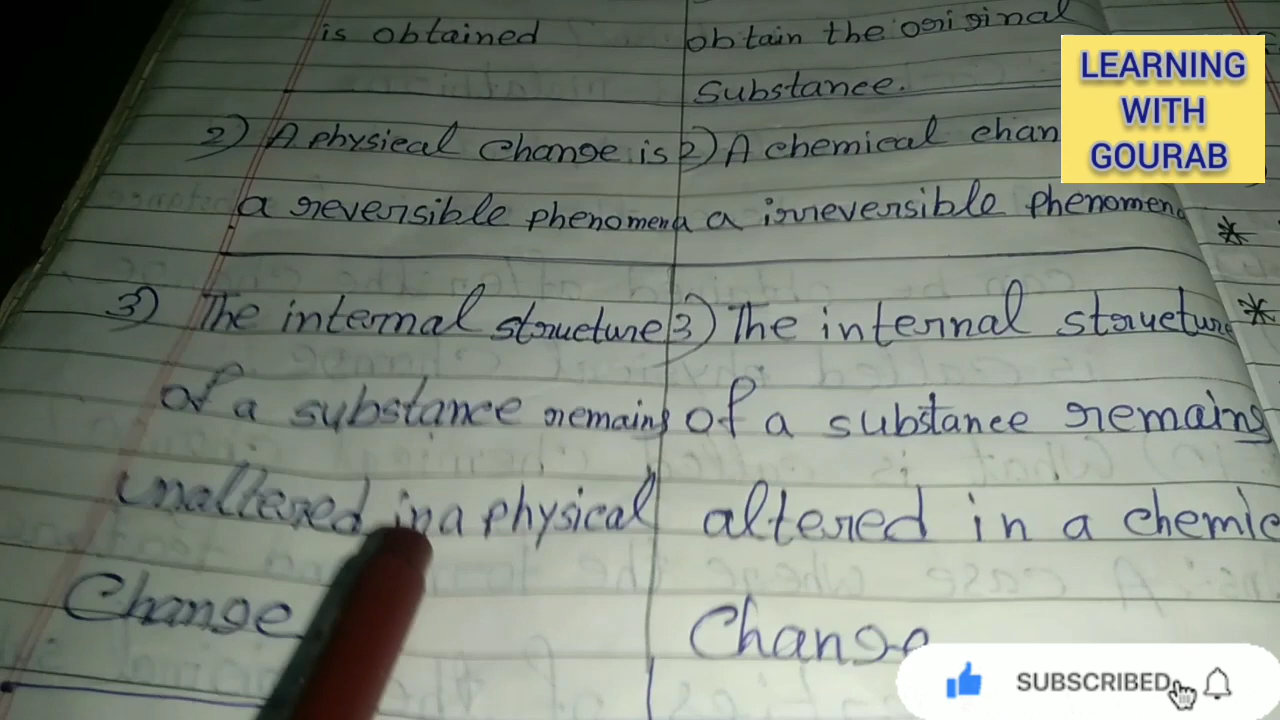 is obtained
obtain the original
substance.
2) A physical change is
a reversible phenomena
2) A chemical chan
a irreversible phenomena
3) The internal structure
of a substance remains
unaltered in a physical
Change
3) The internal structure
of a substance remains
altered in a chemic
Change
LEARNING
WITH
GOURAB
SUBSCRIBED